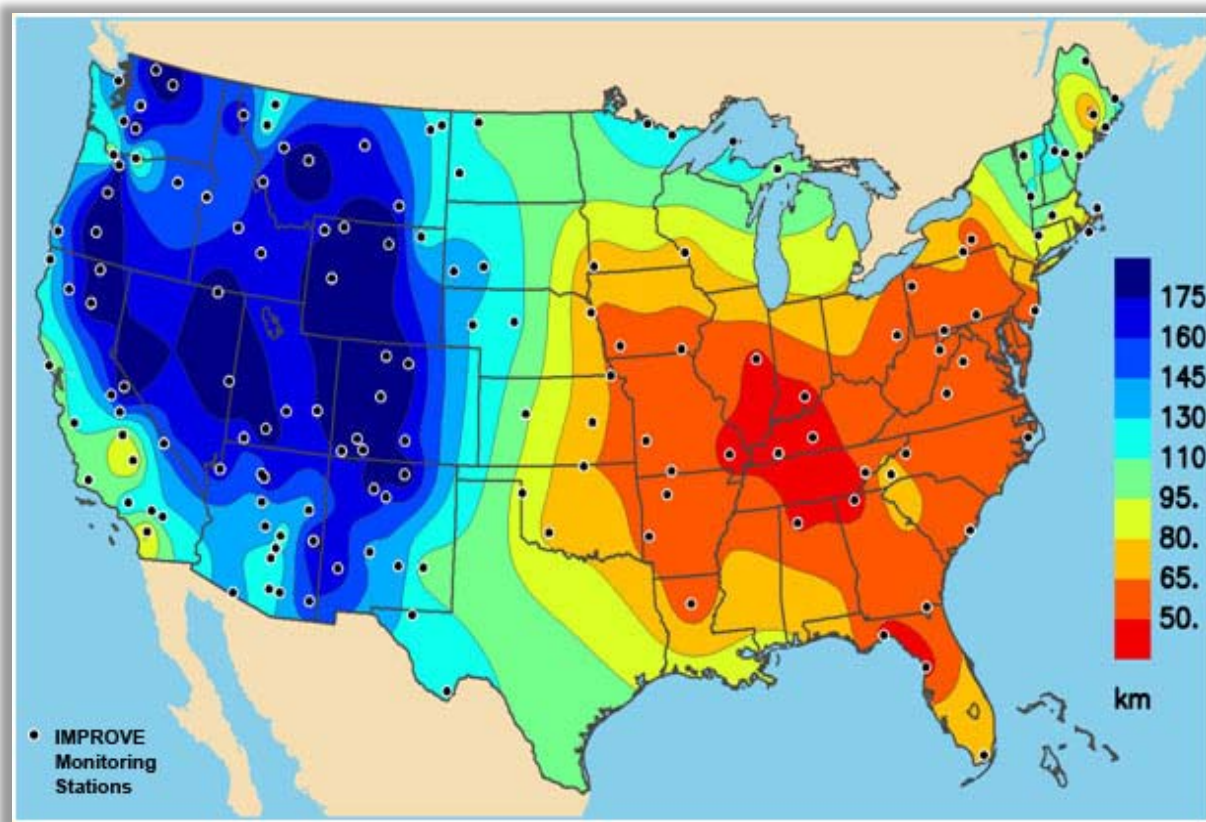 175
160
145
130
110
95.
80.
65.
50.
km
IMPROVE
Monitoring
Stations